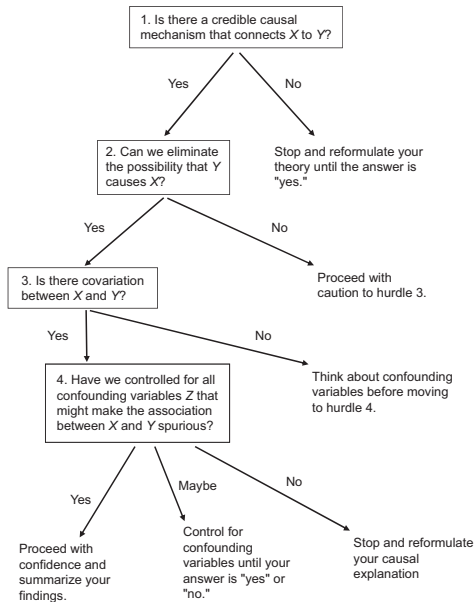 1. Is there a credible causal
mechanism that connects X to Y?
Yes
No
2. Can we eliminate
the possibility that Y
causes X?
Stop and reformulate your
theory until the answer is
"yes."
Yes
No
3. Is there covariation
between X and Y?
Proceed with
caution to hurdle 3.
Yes
No
4. Have we controlled for all
confounding variables Z that
might make the association
between X and Y spurious?
Think about confounding
variables before moving
to hurdle 4.
Yes
Maybe
No
Proceed with
confidence and
summarize your
findings.
Control for
confounding
variables until your
answer is "yes" or
"no."
Stop and reformulate
your causal
explanation